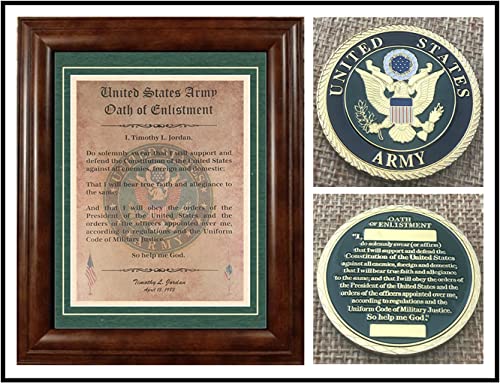 United States Army
Oath of Enlistment
I, Timothy L. Jordan.
Do solemnly swear that I will support and
defend the Constitution of the United States
against all enemies, foreign and domestic;
That I will bear true faith and allegiance to
the same;
And that I will obey the orders of the
President of the United States and the
orders of the officers appointed over me,
according to regulations and the Uniform
Code of Military Justice.
So help me God.
Timothy L. Jordan
April 15, 1983
UNITED STATES
ARMY
OATH
OF ENLISTMENT
"I,
do solemnly swear (or affirm)
that I will support and defend the
Constitution of the United States
against all enemies, foreign and domestic;
that I will bear true faith and allegiance
to the same; and that I will obey the orders of
the President of the United States and the
orders of the officers appointed over me,
according to regulations and the
Uniform Code of Military Justice.
So help me God."